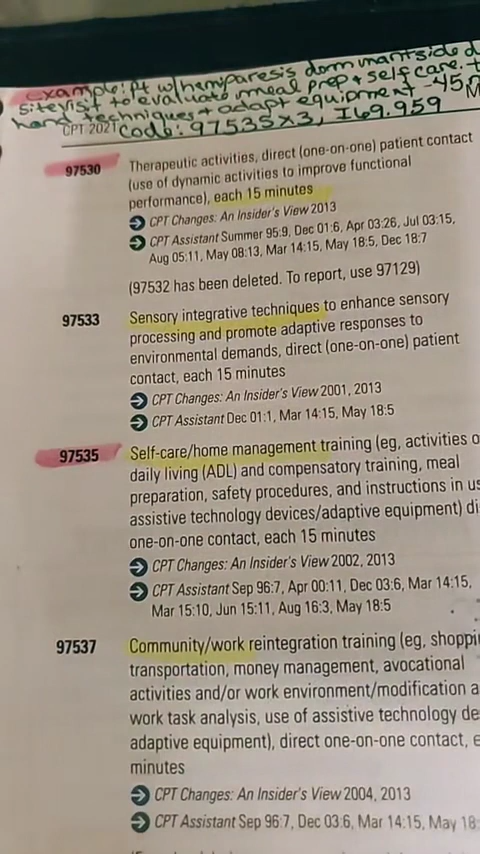 Example: Pt w/hemiparesis dominant side d
site visit to evaluate meal prep + self care. t
hand techniques + adapt equipment - 45
CPT 2021 Code: 97535 x 3, I69.959 M
97530 Therapeutic activities, direct (one-on-one) patient contact
(use of dynamic activities to improve functional
performance), each 15 minutes
CPT Changes: An Insider's View 2013
CPT Assistant Summer 95:9, Dec 01:6, Apr 03:26, Jul 03:15,
Aug 05:11, May 08:13, Mar 14:15, May 18:5, Dec 18:7
(97532 has been deleted. To report, use 97129)
97533 Sensory integrative techniques to enhance sensory
processing and promote adaptive responses to
environmental demands, direct (one-on-one) patient
contact, each 15 minutes
CPT Changes: An Insider's View 2001, 2013
CPT Assistant Dec 01:1, Mar 14:15, May 18:5
97535 Self-care/home management training (eg, activities o
daily living (ADL) and compensatory training, meal
preparation, safety procedures, and instructions in us
assistive technology devices/adaptive equipment) di
one-on-one contact, each 15 minutes
CPT Changes: An Insider's View 2002, 2013
CPT Assistant Sep 96:7, Apr 00:11, Dec 03:6, Mar 14:15,
Mar 15:10, Jun 15:11, Aug 16:3, May 18:5
97537 Community/work reintegration training (eg, shoppi
transportation, money management, avocational
activities and/or work environment/modification a
work task analysis, use of assistive technology de
adaptive equipment), direct one-on-one contact, e
minutes
CPT Changes: An Insider's View 2004, 2013
CPT Assistant Sep 96:7, Dec 03:6, Mar 14:15, May 18: